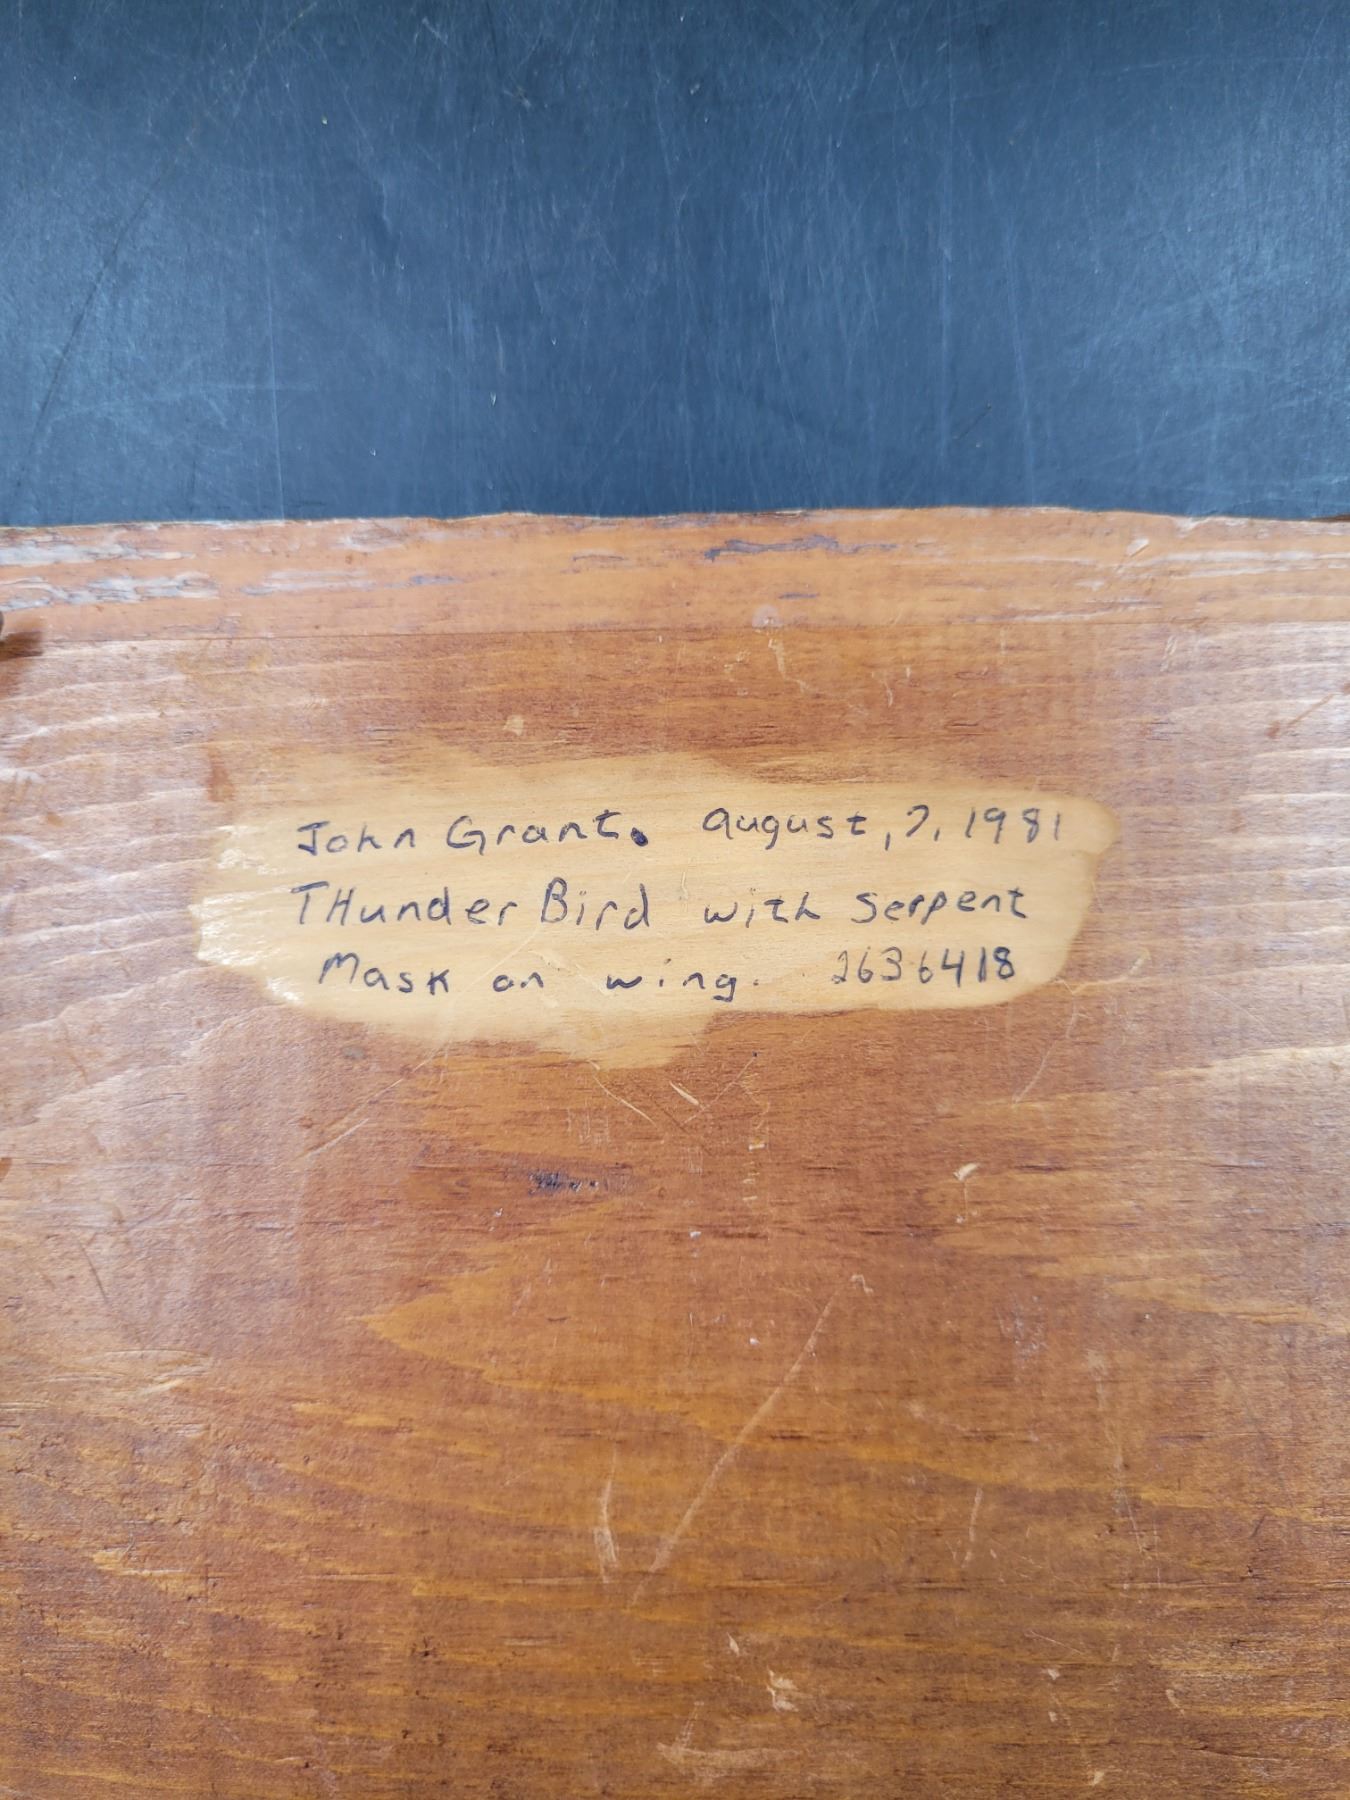 John Grant. august, 7, 1981
THunder Bird with serpent
Mask on wing. 2636418